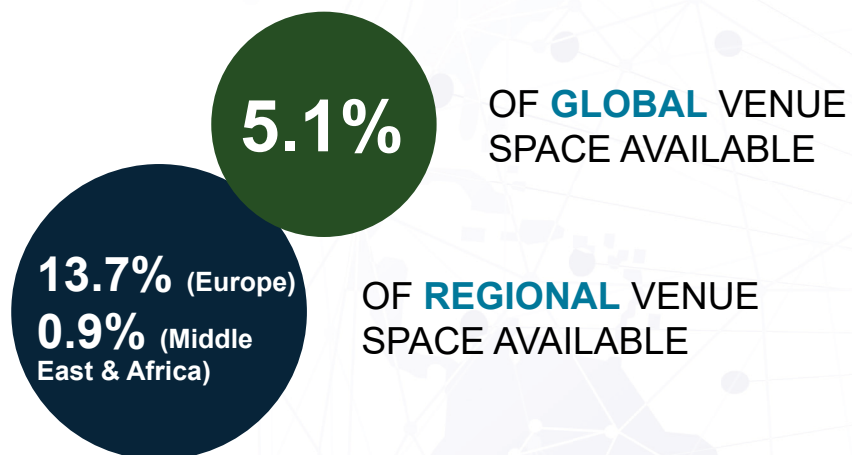 5.1%
OF GLOBAL VENUE
SPACE AVAILABLE
13.7% (Europe)
0.9% (Middle
East & Africa)
OF REGIONAL VENUE
SPACE AVAILABLE